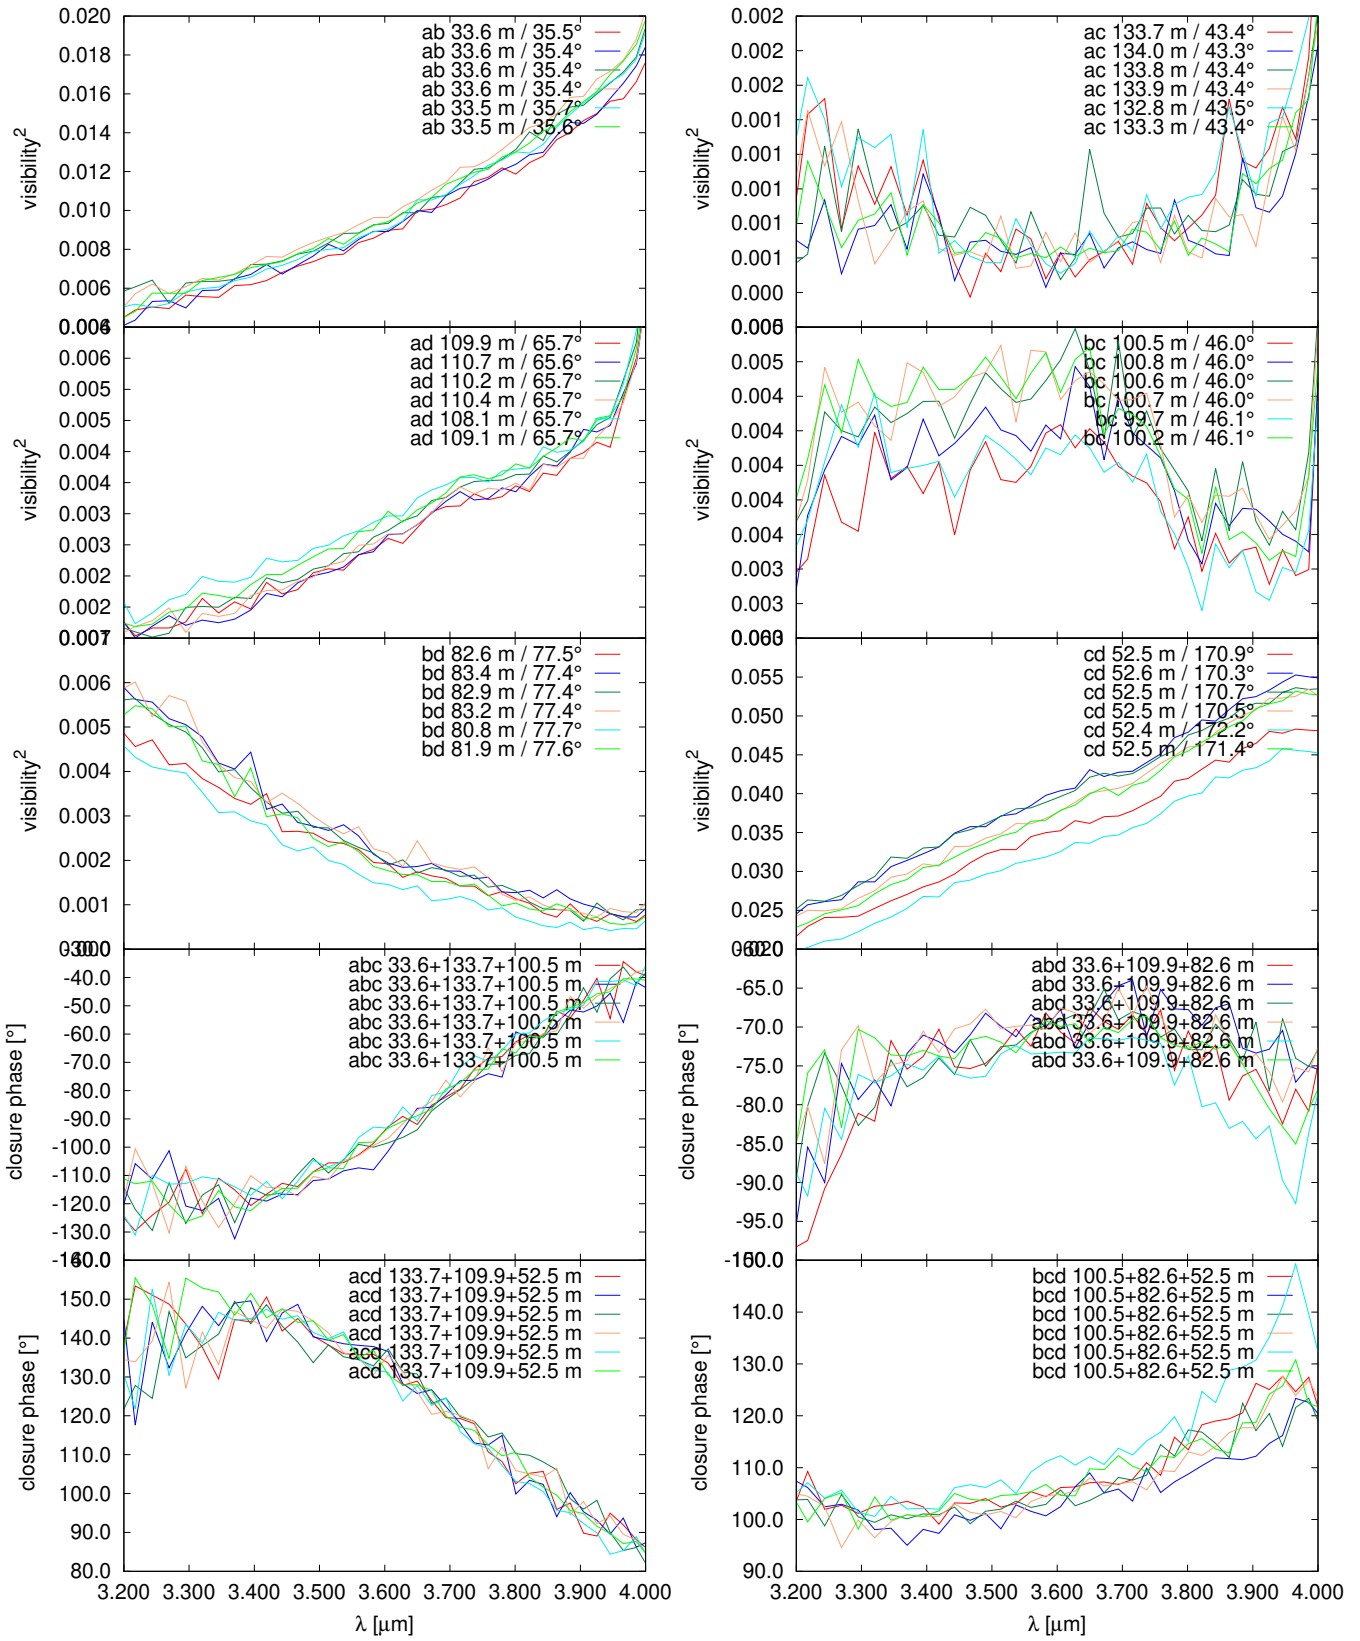 0.020
0.018
0.016
0.014
0.012
0.010
0.008
0.006
visibility²
ab 33.6 m / 35.5°
ab 33.6 m / 35.4°
ab 33.6 m / 35.4°
ab 33.6 m / 35.4°
ab 33.5 m / 35.7°
ab 33.5 m / 35.6°
0.002
0.002
0.002
0.001
0.001
0.001
0.001
0.001
0.000
visibility²
ac 133.7 m / 43.4°
ac 134.0 m / 43.3°
ac 133.8 m / 43.4°
ac 133.9 m / 43.4°
ac 132.8 m / 43.5°
ac 133.3 m / 43.4°
0.006
0.005
0.005
0.004
0.003
0.003
0.002
0.002
visibility²
ad 109.9 m / 65.7°
ad 110.7 m / 65.6°
ad 110.2 m / 65.7°
ad 110.4 m / 65.7°
ad 108.1 m / 65.7°
ad 109.1 m / 65.7°
0.005
0.005
0.004
0.004
0.004
0.004
0.003
0.003
visibility²
bc 100.5 m / 46.0°
bc 100.8 m / 46.0°
bc 100.6 m / 46.0°
bc 100.7 m / 46.0°
bc 99.7 m / 46.1°
bc 100.2 m / 46.1°
0.006
0.005
0.004
0.003
0.002
0.001
visibility²
bd 82.6 m / 77.5°
bd 83.4 m / 77.4°
bd 82.9 m / 77.4°
bd 83.2 m / 77.4°
bd 80.8 m / 77.7°
bd 81.9 m / 77.6°
0.055
0.050
0.045
0.040
0.035
0.030
0.025
visibility²
cd 52.5 m / 170.9°
cd 52.6 m / 170.3°
cd 52.5 m / 170.7°
cd 52.5 m / 170.5°
cd 52.4 m / 172.2°
cd 52.5 m / 171.4°
-40.0
-50.0
-60.0
-70.0
-80.0
-90.0
-100.0
-110.0
-120.0
-130.0
closure phase [°]
abc 33.6+133.7+100.5 m
abc 33.6+133.7+100.5 m
abc 33.6+133.7+100.5 m
abc 33.6+133.7+100.5 m
abc 33.6+133.7+100.5 m
abc 33.6+133.7+100.5 m
-65.0
-70.0
-75.0
-80.0
-85.0
-90.0
-95.0
closure phase [°]
abd 33.6+109.9+82.6 m
abd 33.6+109.9+82.6 m
abd 33.6+109.9+82.6 m
abd 33.6+109.9+82.6 m
abd 33.6+109.9+82.6 m
abd 33.6+109.9+82.6 m
150.0
140.0
130.0
120.0
110.0
100.0
90.0
80.0
closure phase [°]
acd 133.7+109.9+52.5 m
acd 133.7+109.9+52.5 m
acd 133.7+109.9+52.5 m
acd 133.7+109.9+52.5 m
acd 133.7+109.9+52.5 m
acd 133.7+109.9+52.5 m
3.200 3.300 3.400 3.500 3.600 3.700 3.800 3.900 4.000
λ [μm]
140.0
130.0
120.0
110.0
100.0
90.0
closure phase [°]
bcd 100.5+82.6+52.5 m
bcd 100.5+82.6+52.5 m
bcd 100.5+82.6+52.5 m
bcd 100.5+82.6+52.5 m
bcd 100.5+82.6+52.5 m
bcd 100.5+82.6+52.5 m
3.200 3.300 3.400 3.500 3.600 3.700 3.800 3.900 4.000
λ [μm]